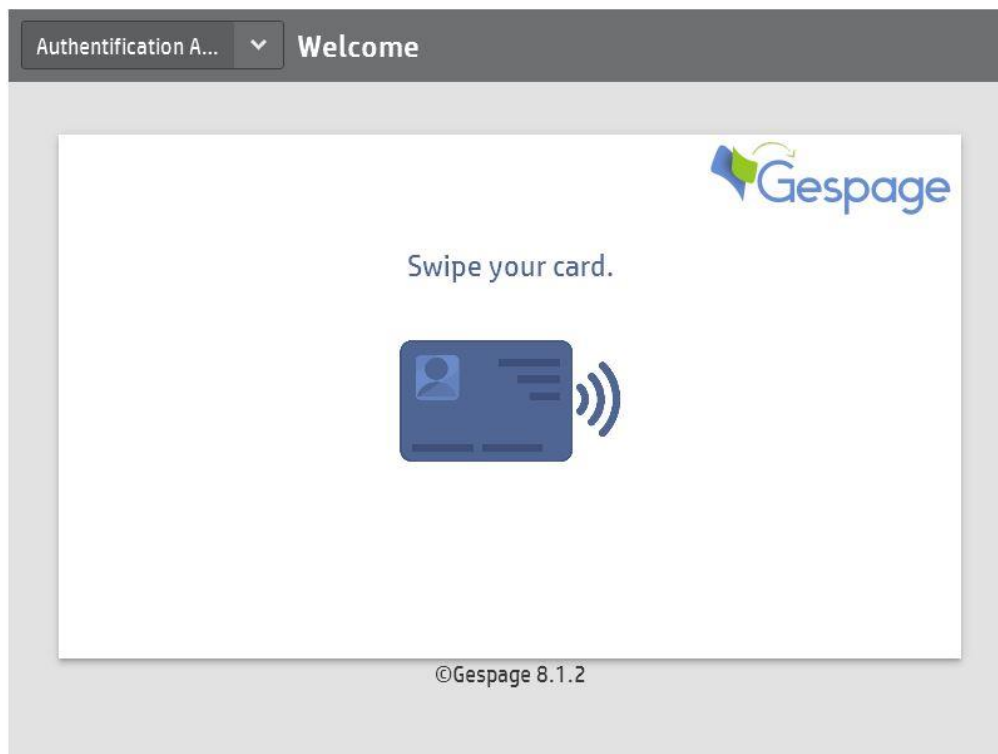 Authentification A...
Welcome
Gespage
Swipe your card.
©Gespage 8.1.2